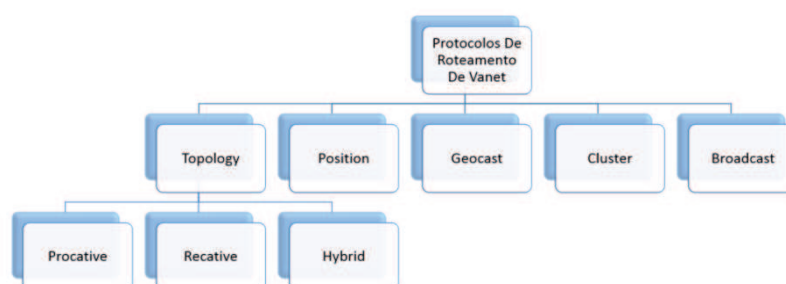 Protocolos De
Roteamento
De Vanet
Topology
Position
Geocast
Cluster
Broadcast
Procative
Recative
Hybrid